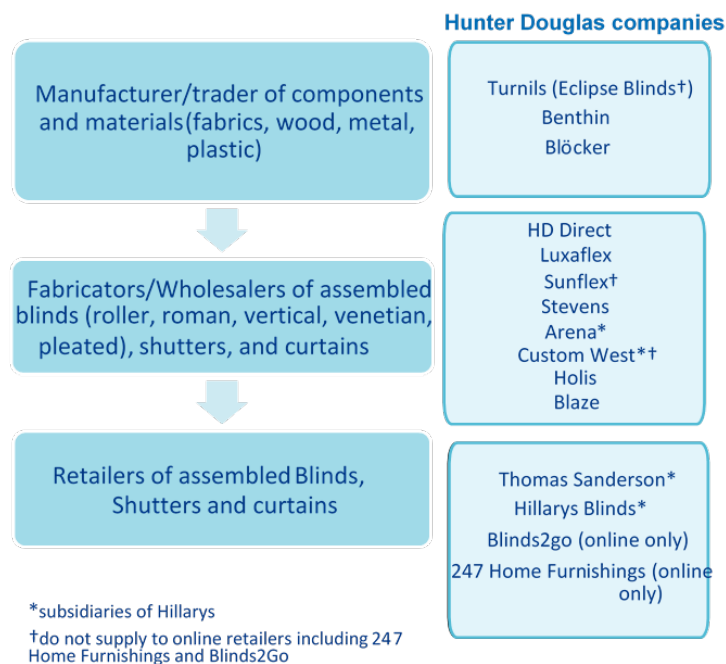 Hunter Douglas companies
Manufacturer/trader of components
and materials(fabrics, wood, metal,
plastic)
Turnils (Eclipse Blinds†)
Benthin
Blöcker
Fabricators/Wholesalers of assembled
blinds (roller, roman, vertical, venetian,
pleated), shutters, and curtains
HD Direct
Luxaflex
Sunflex†
Stevens
Arena*
Custom West*†
Holis
Blaze
Retailers of assembled Blinds,
Shutters and curtains
Thomas Sanderson*
Hillarys Blinds*
Blinds2go (online only)
247 Home Furnishings (online
only)
*subsidiaries of Hillarys
†do not supply to online retailers including 247
Home Furnishings and Blinds2Go